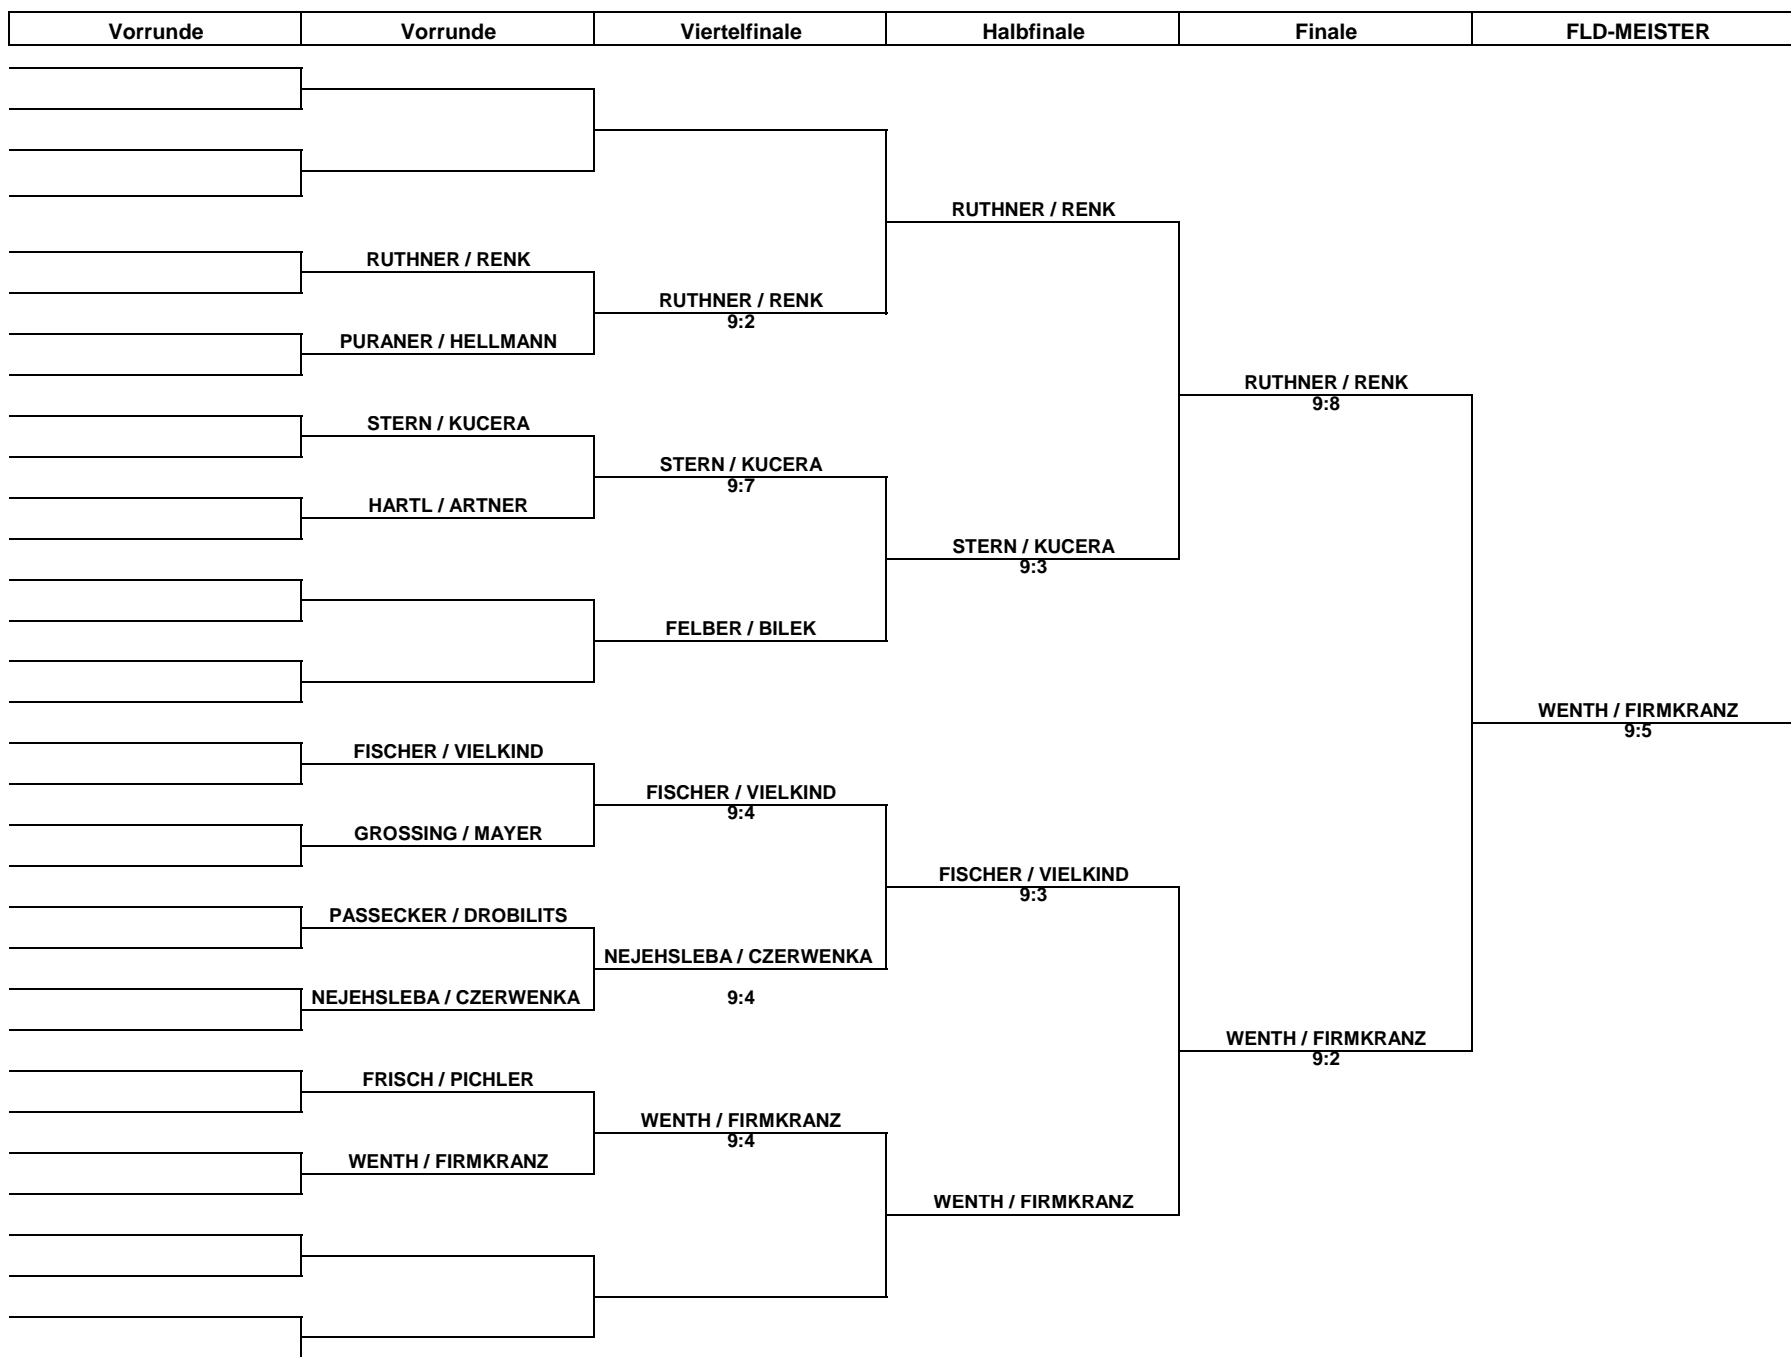 Vorrunde Vorrunde Viertelfinale Halbfinale Finale FLD-MEISTER
RUTHNER / RENK
RUTHNER / RENK
RUTHNER / RENK
9:2
PURANER / HELLMANN
RUTHNER / RENK
9:8
STERN / KUCERA
STERN / KUCERA
9:7
HARTL / ARTNER
STERN / KUCERA
9:3
FELBER / BILEK
WENTH / FIRMKRANZ
9:5
FISCHER / VIELKIND
FISCHER / VIELKIND
9:4
GROSSING / MAYER
FISCHER / VIELKIND
9:3
PASSECKER / DROBILITS
NEJEHSLEBA / CZERWENKA
NEJEHSLEBA / CZERWENKA 9:4
WENTH / FIRMKRANZ
9:2
FRISCH / PICHLER
WENTH / FIRMKRANZ
9:4
WENTH / FIRMKRANZ
WENTH / FIRMKRANZ